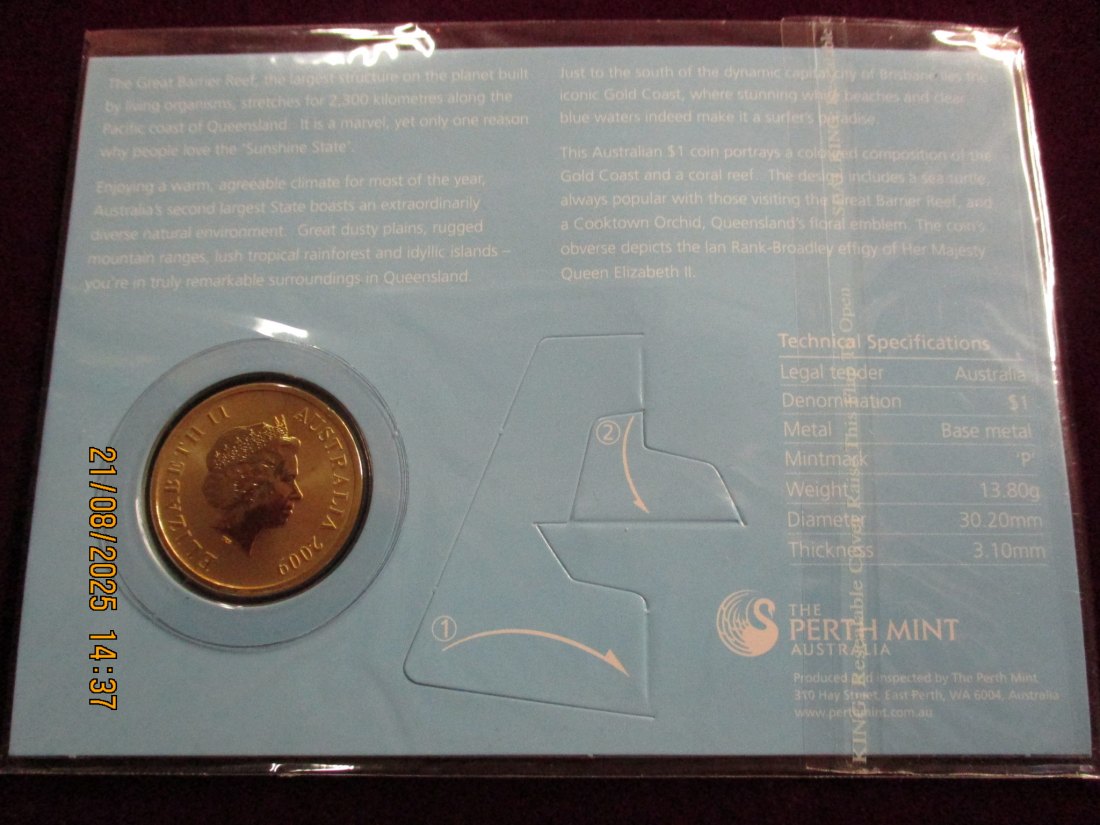 The Great Barrier Reef, the largest structure on the planet built
by living organisms, stretches for 2,300 kilometres along the
Pacific coast of Queensland. It is a marvel, yet only one reason
why people love the 'Sunshine State'.
Enjoying a warm, agreeable climate for most of the year,
Australia's second largest State boasts an extraordinarily
diverse natural environment. Great dusty plains, rugged
mountain ranges, lush tropical rainforest and idyllic islands –
you're in truly remarkable surroundings in Queensland.
Just to the south of the dynamic capital city of Brisbane lies the
iconic Gold Coast, where stunning white beaches and clear
blue waters indeed make it a surfer's paradise.
This Australian $1 coin portrays a coloured composition of the
Gold Coast and a coral reef. The design includes a sea turtle,
always popular with those visiting the Great Barrier Reef, and
a Cooktown Orchid, Queensland's floral emblem. The coin's
obverse depicts the Ian Rank-Broadley effigy of Her Majesty
Queen Elizabeth II.
ELIZABETH II AUSTRALIA 2009
①
②
Technical Specifications
Legal tender Australia
Denomination $1
Metal Base metal
Mintmark 'P'
Weight 13.80g
Diameter 30.20mm
Thickness 3.10mm
THE
PERTH MINT
AUSTRALIA
Produced and inspected by The Perth Mint
310 Hay Street, East Perth, WA 6004, Australia
www.perthmint.com.au
This Flap To Open.
21/08/2025 14:37